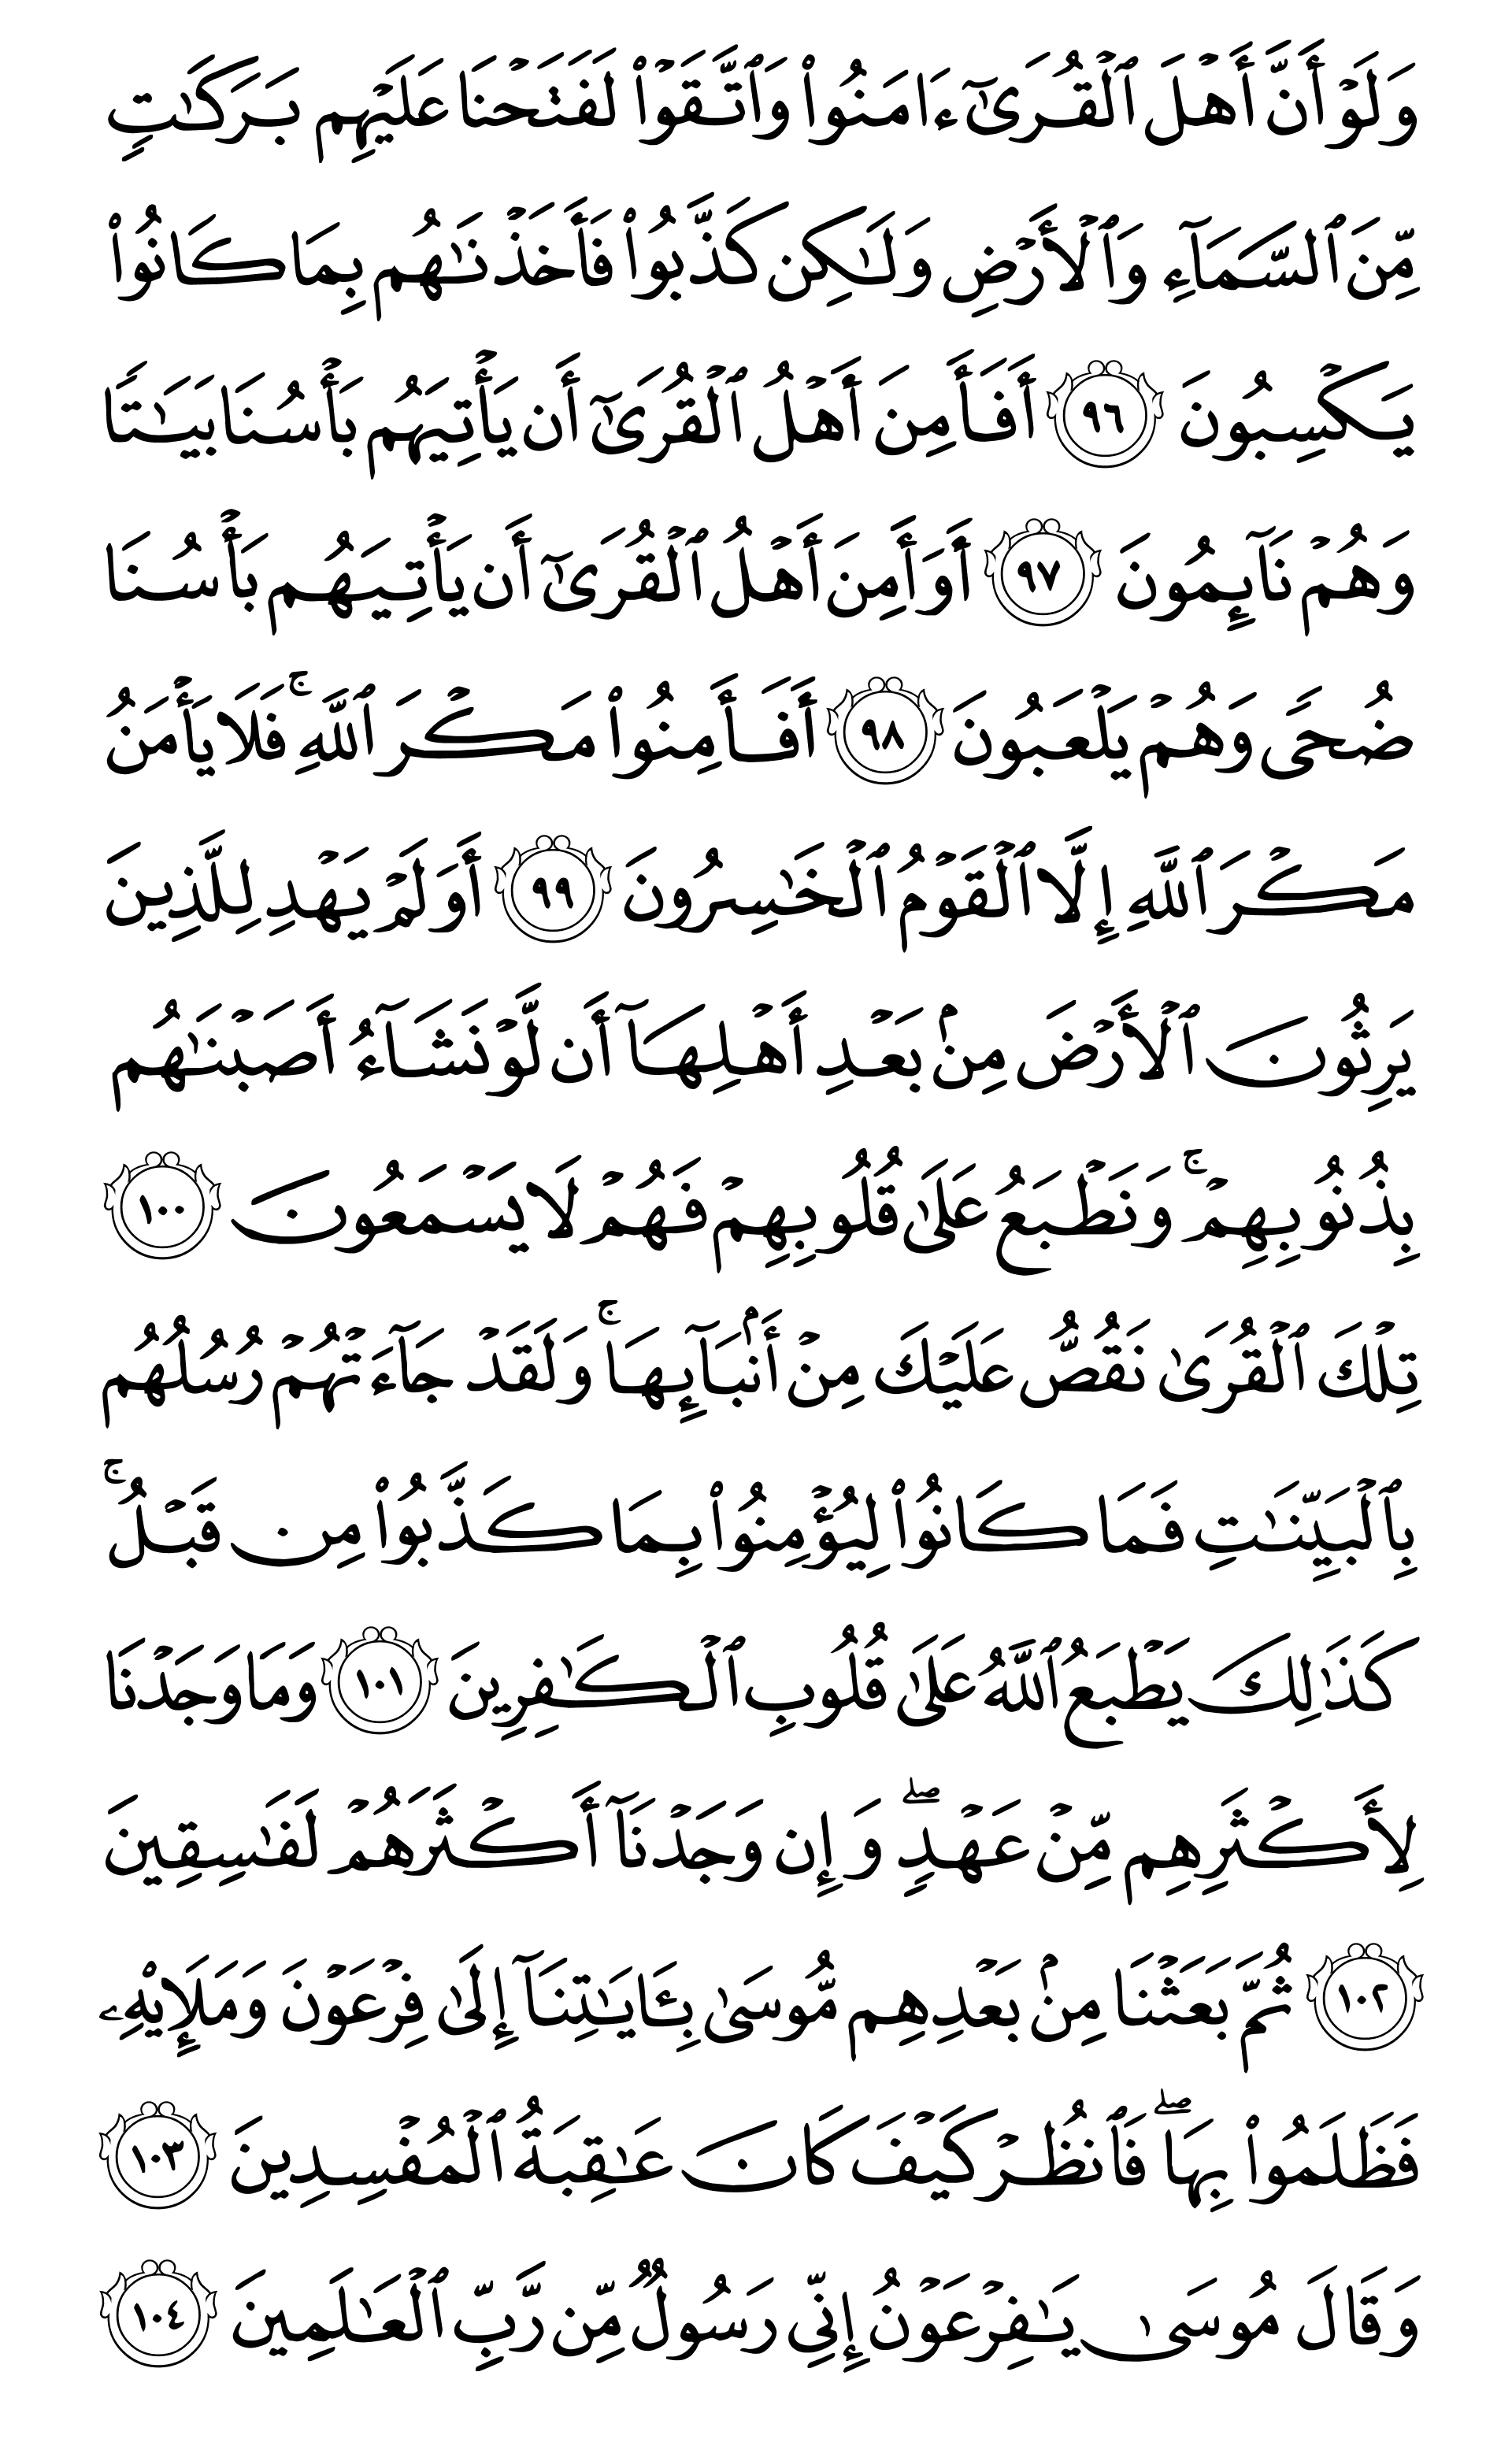 وَلَوۡ أَنَّ أَهۡلَ ٱلۡقُرَىٰٓ ءَامَنُواْ وَٱتَّقَوۡاْ لَفَتَحۡنَا عَلَيۡهِم بَرَكَٰتٖ
مِّنَ ٱلسَّمَآءِ وَٱلۡأَرۡضِ وَلَٰكِن كَذَّبُواْ فَأَخَذۡنَٰهُم بِمَا كَانُواْ
يَكۡسِبُونَ ٩٦ أَفَأَمِنَ أَهۡلُ ٱلۡقُرَىٰٓ أَن يَأۡتِيَهُم بَأۡسُنَا بَيَٰتٗا
وَهُمۡ نَآئِمُونَ ٩٧ أَوَأَمِنَ أَهۡلُ ٱلۡقُرَىٰٓ أَن يَأۡتِيَهُم بَأۡسُنَا
ضُحٗى وَهُمۡ يَلۡعَبُونَ ٩٨ أَفَأَمِنُواْ مَكۡرَ ٱللَّهِۚ فَلَا يَأۡمَنُ
مَكۡرَ ٱللَّهِ إِلَّا ٱلۡقَوۡمُ ٱلۡخَٰسِرُونَ ٩٩ أَوَلَمۡ يَهۡدِ لِلَّذِينَ
يَرِثُونَ ٱلۡأَرۡضَ مِنۢ بَعۡدِ أَهۡلِهَآ أَن لَّوۡ نَشَآءُ أَصَبۡنَٰهُم
بِذُنُوبِهِمۡۚ وَنَطۡبَعُ عَلَىٰ قُلُوبِهِمۡ فَهُمۡ لَا يَسۡمَعُونَ ١٠٠
تِلۡكَ ٱلۡقُرَىٰ نَقُصُّ عَلَيۡكَ مِنۡ أَنۢبَآئِهَاۚ وَلَقَدۡ جَآءَتۡهُمۡ رُسُلُهُم
بِٱلۡبَيِّنَٰتِ فَمَا كَانُواْ لِيُؤۡمِنُواْ بِمَا كَذَّبُواْ مِن قَبۡلُۚ
كَذَٰلِكَ يَطۡبَعُ ٱللَّهُ عَلَىٰ قُلُوبِ ٱلۡكَٰفِرِينَ ١٠١ وَمَا وَجَدۡنَا
لِأَكۡثَرِهِم مِّنۡ عَهۡدٖۖ وَإِن وَجَدۡنَآ أَكۡثَرَهُمۡ لَفَٰسِقِينَ
١٠٢ ثُمَّ بَعَثۡنَا مِنۢ بَعۡدِهِم مُّوسَىٰ بِـَٔايَٰتِنَآ إِلَىٰ فِرۡعَوۡنَ وَمَلَإِيْهِۦ
فَظَلَمُواْ بِهَاۖ فَٱنظُرۡ كَيۡفَ كَانَ عَٰقِبَةُ ٱلۡمُفۡسِدِينَ ١٠٣
وَقَالَ مُوسَىٰ يَٰفِرۡعَوۡنُ إِنِّي رَسُولٞ مِّن رَّبِّ ٱلۡعَٰلَمِينَ ١٠٤